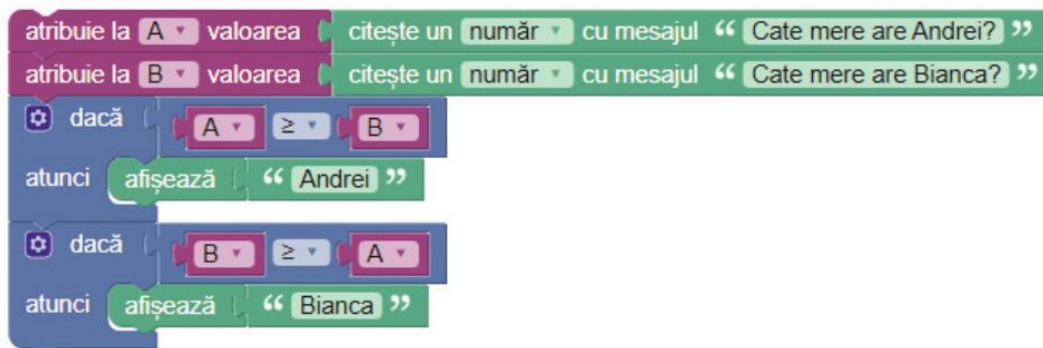 atribuie la A valoarea citește un număr cu mesajul “ Cate mere are Andrei? ”
atribuie la B valoarea citește un număr cu mesajul “ Cate mere are Bianca? ”
dacă A ≥ B
atunci afișează “ Andrei ”
dacă B ≥ A
atunci afișează “ Bianca ”